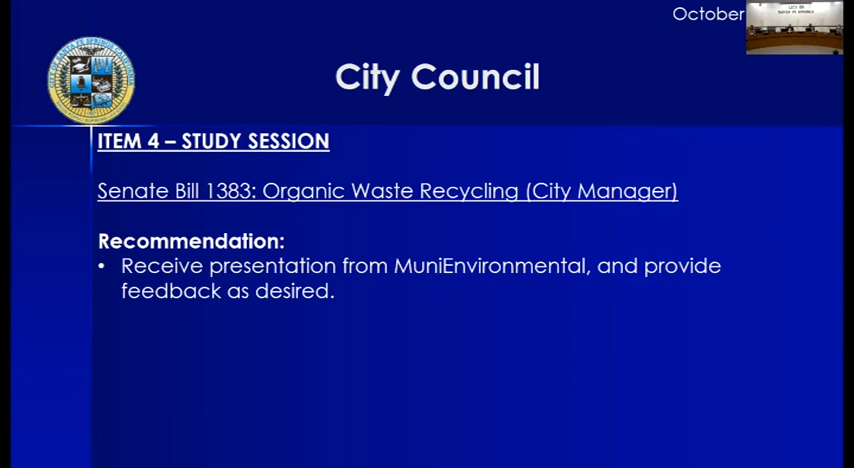 October
City Council
ITEM 4 – STUDY SESSION
Senate Bill 1383: Organic Waste Recycling (City Manager)
Recommendation:
• Receive presentation from MuniEnvironmental, and provide
feedback as desired.